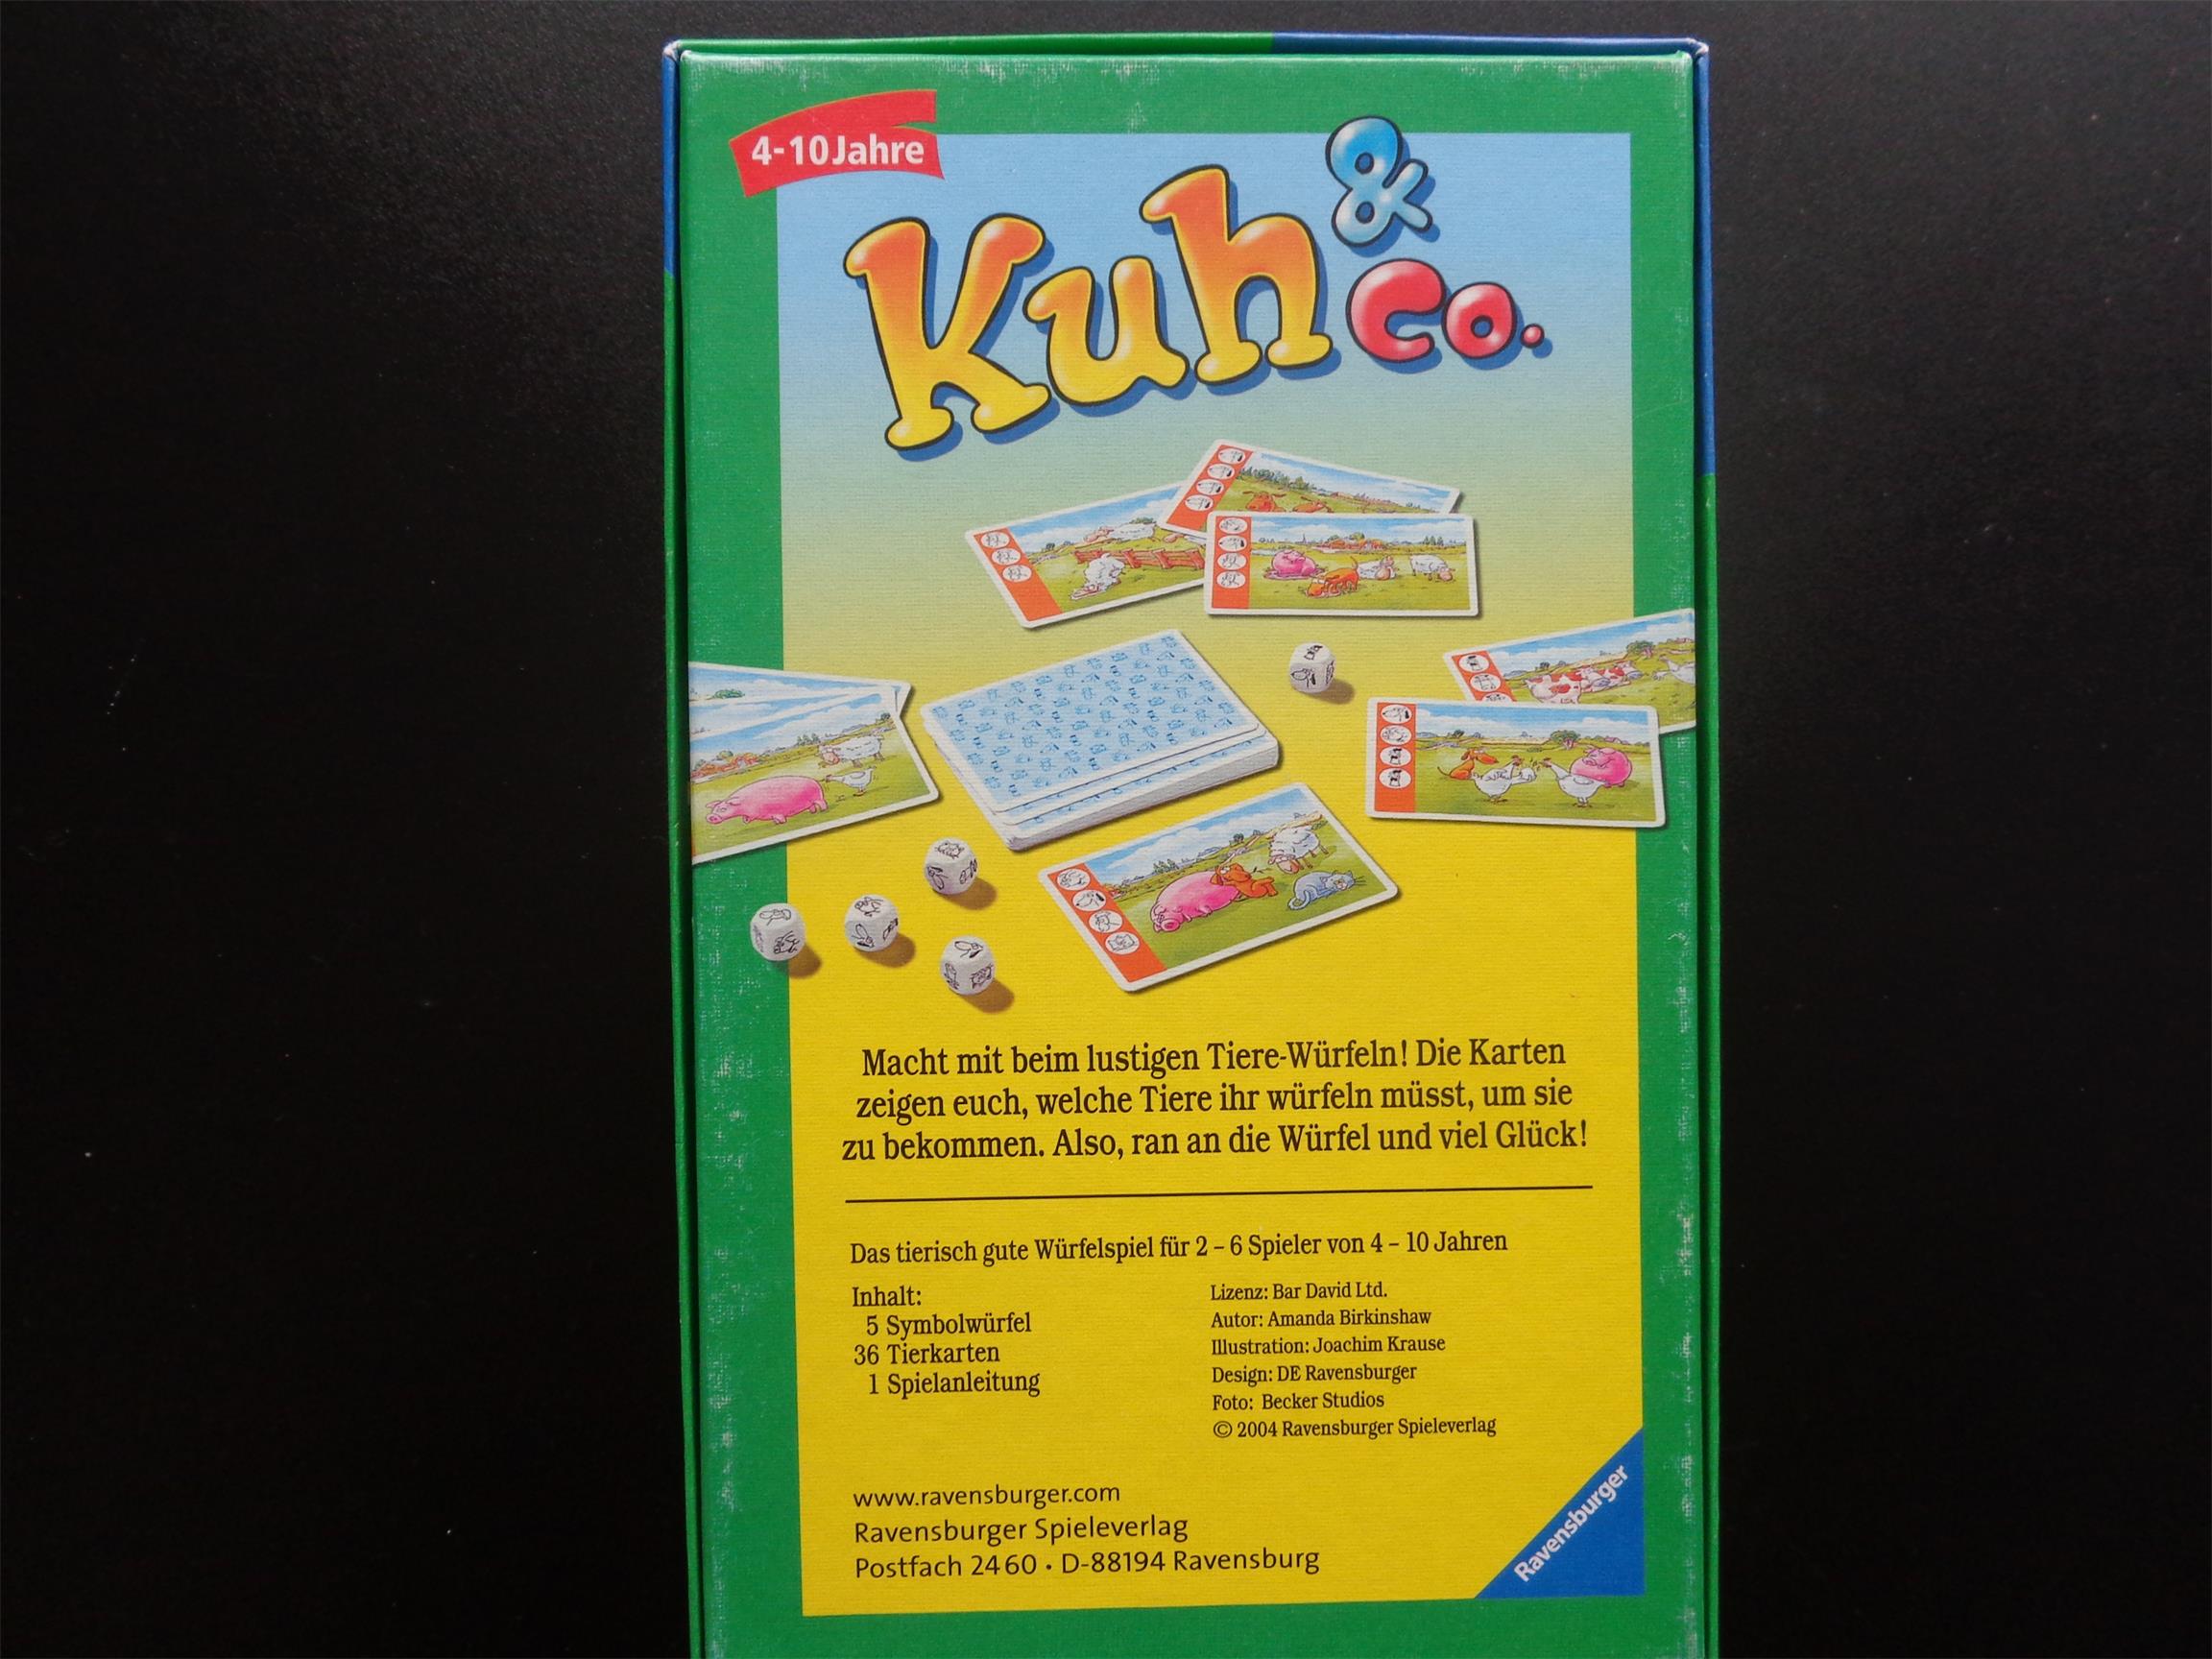 4-10 Jahre
Kuh & Co.
Macht mit beim lustigen Tiere-Würfeln! Die Karten
zeigen euch, welche Tiere ihr würfeln müsst, um sie
zu bekommen. Also, ran an die Würfel und viel Glück!
Das tierisch gute Würfelspiel für 2 – 6 Spieler von 4 – 10 Jahren
Inhalt:
5 Symbolwürfel
36 Tierkarten
1 Spielanleitung
Lizenz: Bar David Ltd.
Autor: Amanda Birkinshaw
Illustration: Joachim Krause
Design: DE Ravensburger
Foto: Becker Studios
© 2004 Ravensburger Spieleverlag
www.ravensburger.com
Ravensburger Spieleverlag
Postfach 24 60 • D-88194 Ravensburg
Ravensburger